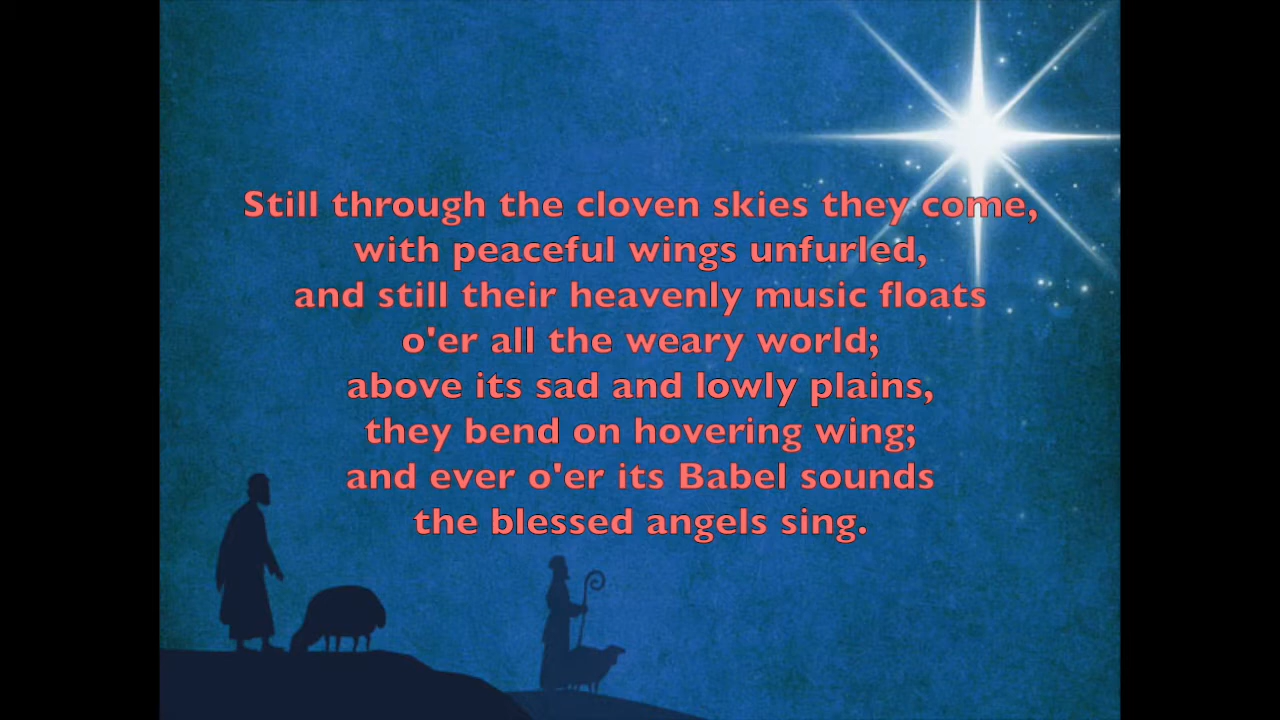 Still through the cloven skies they come,
with peaceful wings unfurled,
and still their heavenly music floats
o'er all the weary world;
above its sad and lowly plains,
they bend on hovering wing;
and ever o'er its Babel sounds
the blessed angels sing.